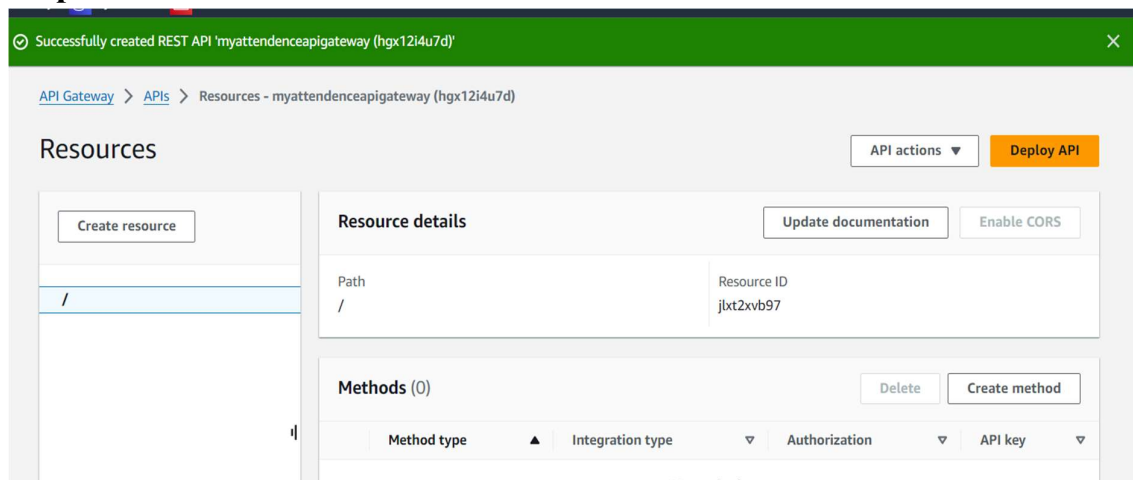 Successfully created REST API 'myattendenceapigateway (hgx12i4u7d)'
API Gateway > APIs > Resources - myattendenceapigateway (hgx12i4u7d)
Resources
API actions
Deploy API
Create resource
/
Resource details
Update documentation
Enable CORS
Path
/
Resource ID
jlxt2xvb97
Methods (0)
Delete
Create method
Method type
Integration type
Authorization
API key